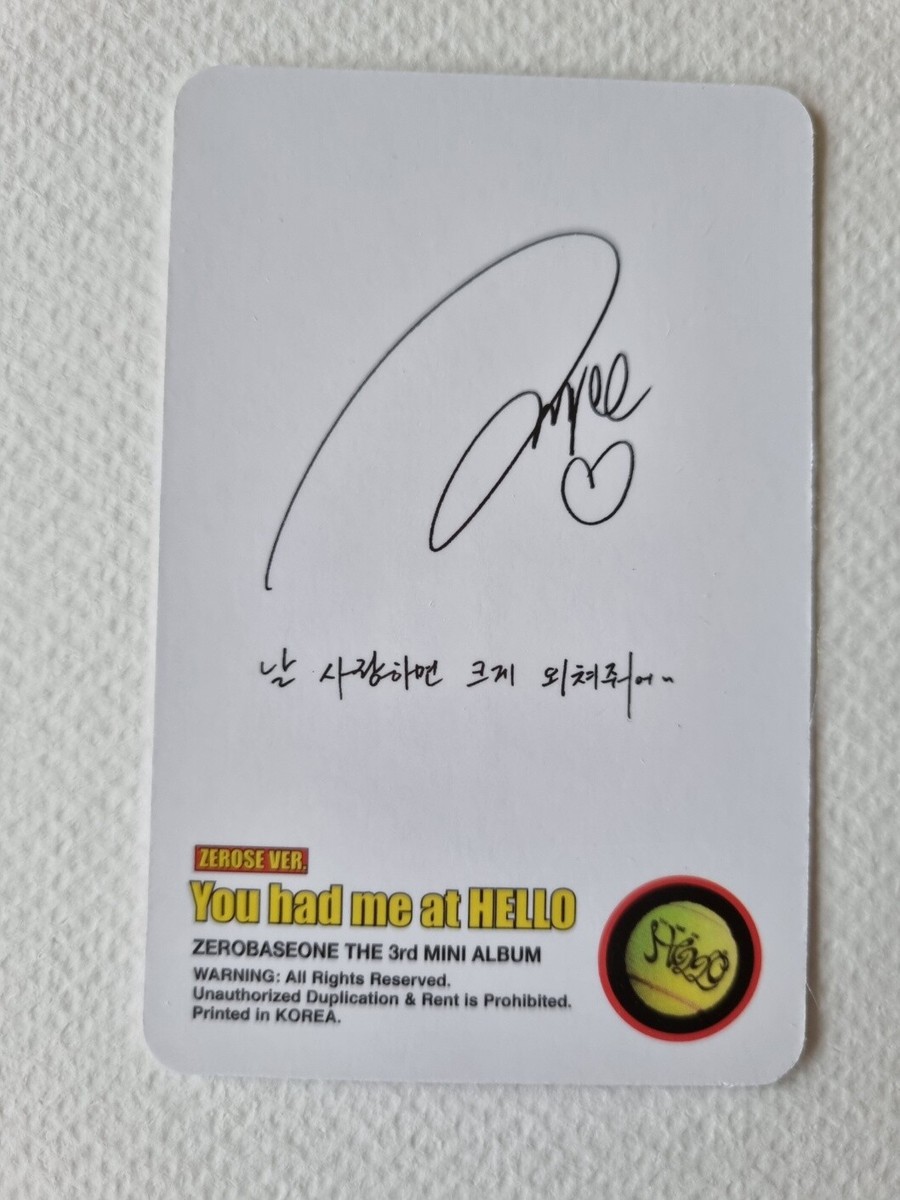 날 사랑하면 크게 외쳐줘어~
ZEROSE VER.
You had me at HELLO
ZEROBASEONE THE 3rd MINI ALBUM
WARNING: All Rights Reserved.
Unauthorized Duplication & Rent is Prohibited.
Printed in KOREA.